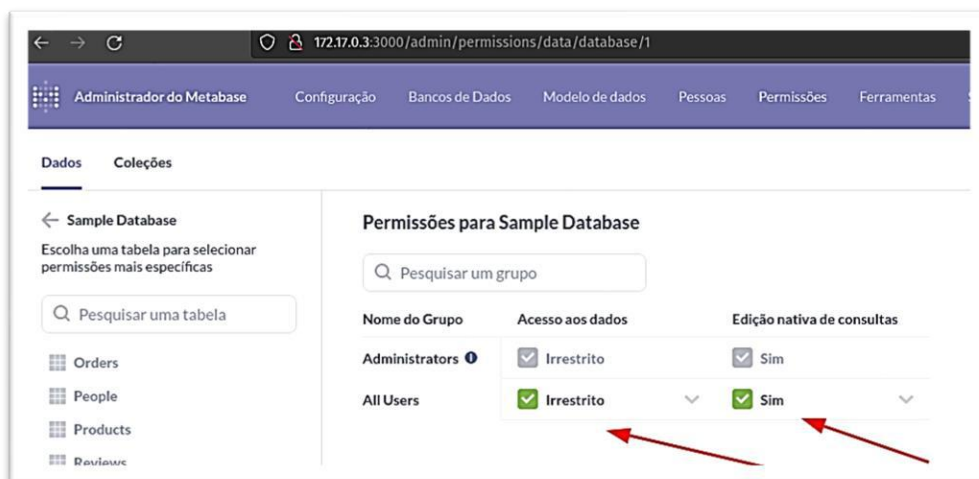 172.17.0.3:3000/admin/permissions/data/database/1
Administrador do Metabase Configuração Bancos de Dados Modelo de dados Pessoas Permissões Ferramentas
Dados Coleções
Sample Database
Escolha uma tabela para selecionar
permissões mais específicas
Pesquisar uma tabela
Orders
People
Products
Reviews
Permissões para Sample Database
Pesquisar um grupo
Nome do Grupo Acesso aos dados Edição nativa de consultas
Administrators Irrestrito Sim
All Users Irrestrito Sim